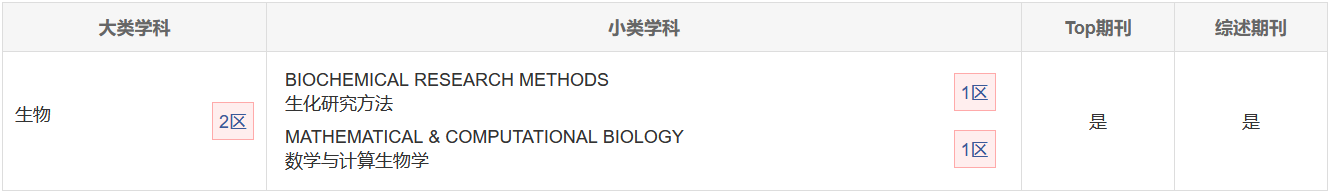 大类学科 小类学科 Top期刊 综述期刊
生物 2区
BIOCHEMICAL RESEARCH METHODS
生化研究方法
1区
MATHEMATICAL & COMPUTATIONAL BIOLOGY
数学与计算生物学
1区
是 是